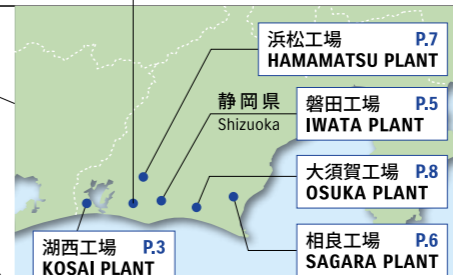 浜松工場 P.7
HAMAMATSU PLANT
静岡県
Shizuoka
磐田工場 P.5
IWATA PLANT
大須賀工場 P.8
OSUKA PLANT
相良工場 P.6
SAGARA PLANT
湖西工場 P.3
KOSAI PLANT